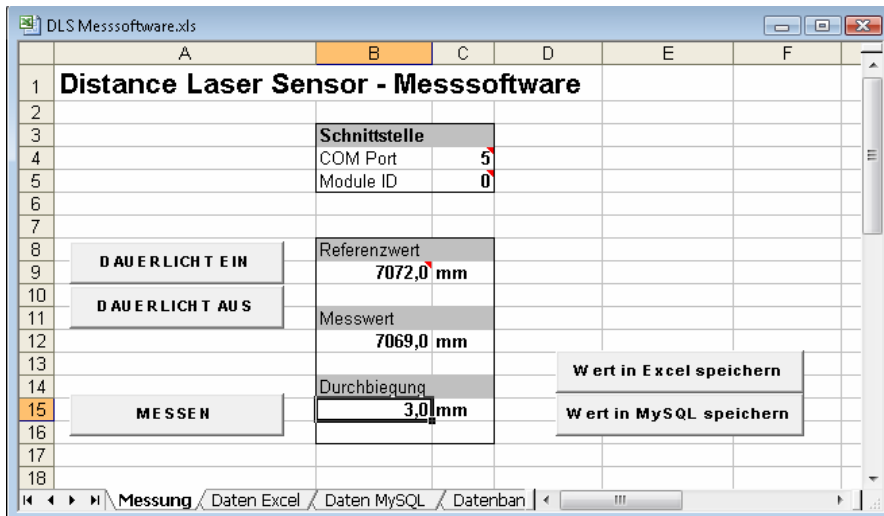 DLS Messsoftware.xls
A B C D E F
1 Distance Laser Sensor - Messsoftware
2
3 Schnittstelle
4 COM Port 5
5 Module ID 0
6
7
8 Referenzwert
DAUERLICHT EIN
9 7072,0 mm
10
DAUERLICHT AUS
11 Messwert
12 7069,0 mm
13
Wert in Excel speichern
14 Durchbiegung
15 MESSEN 3,0 mm Wert in MySQL speichern
16
17
18
Messung Daten Excel Daten MySQL Datenban